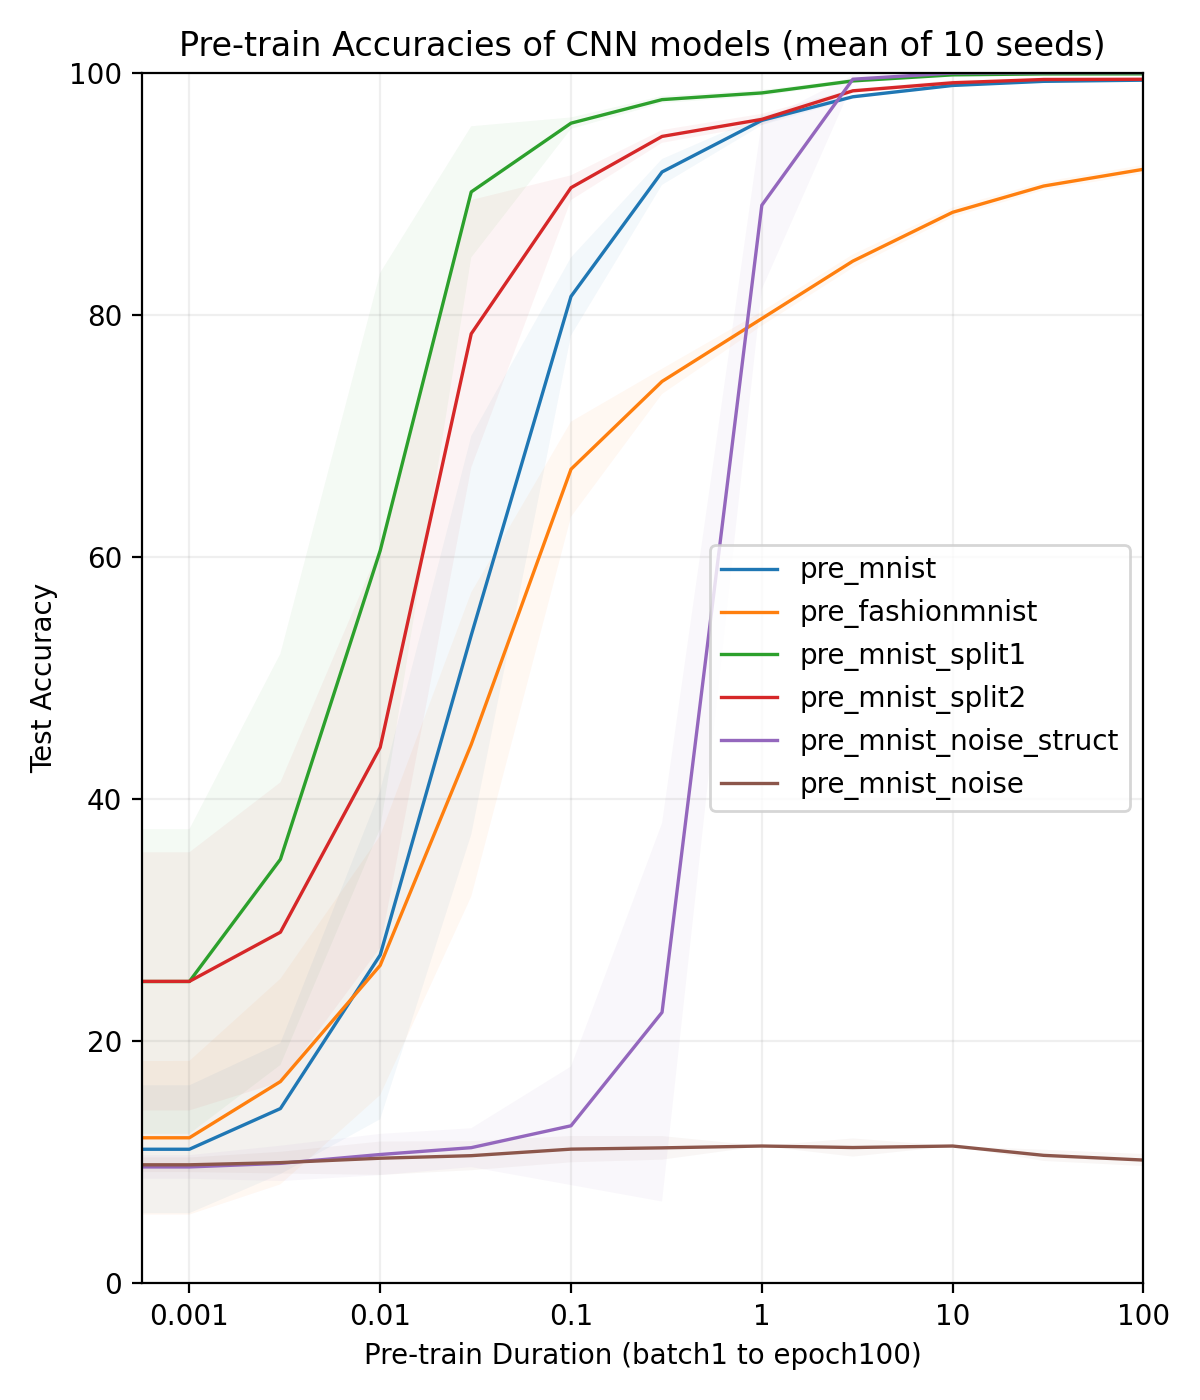 Pre-train Accuracies of CNN models (mean of 10 seeds)
100
80
60
40
20
0
Test Accuracy
pre_mnist
pre_fashionmnist
pre_mnist_split1
pre_mnist_split2
pre_mnist_noise_struct
pre_mnist_noise
0.001 0.01 0.1 1 10 100
Pre-train Duration (batch1 to epoch100)